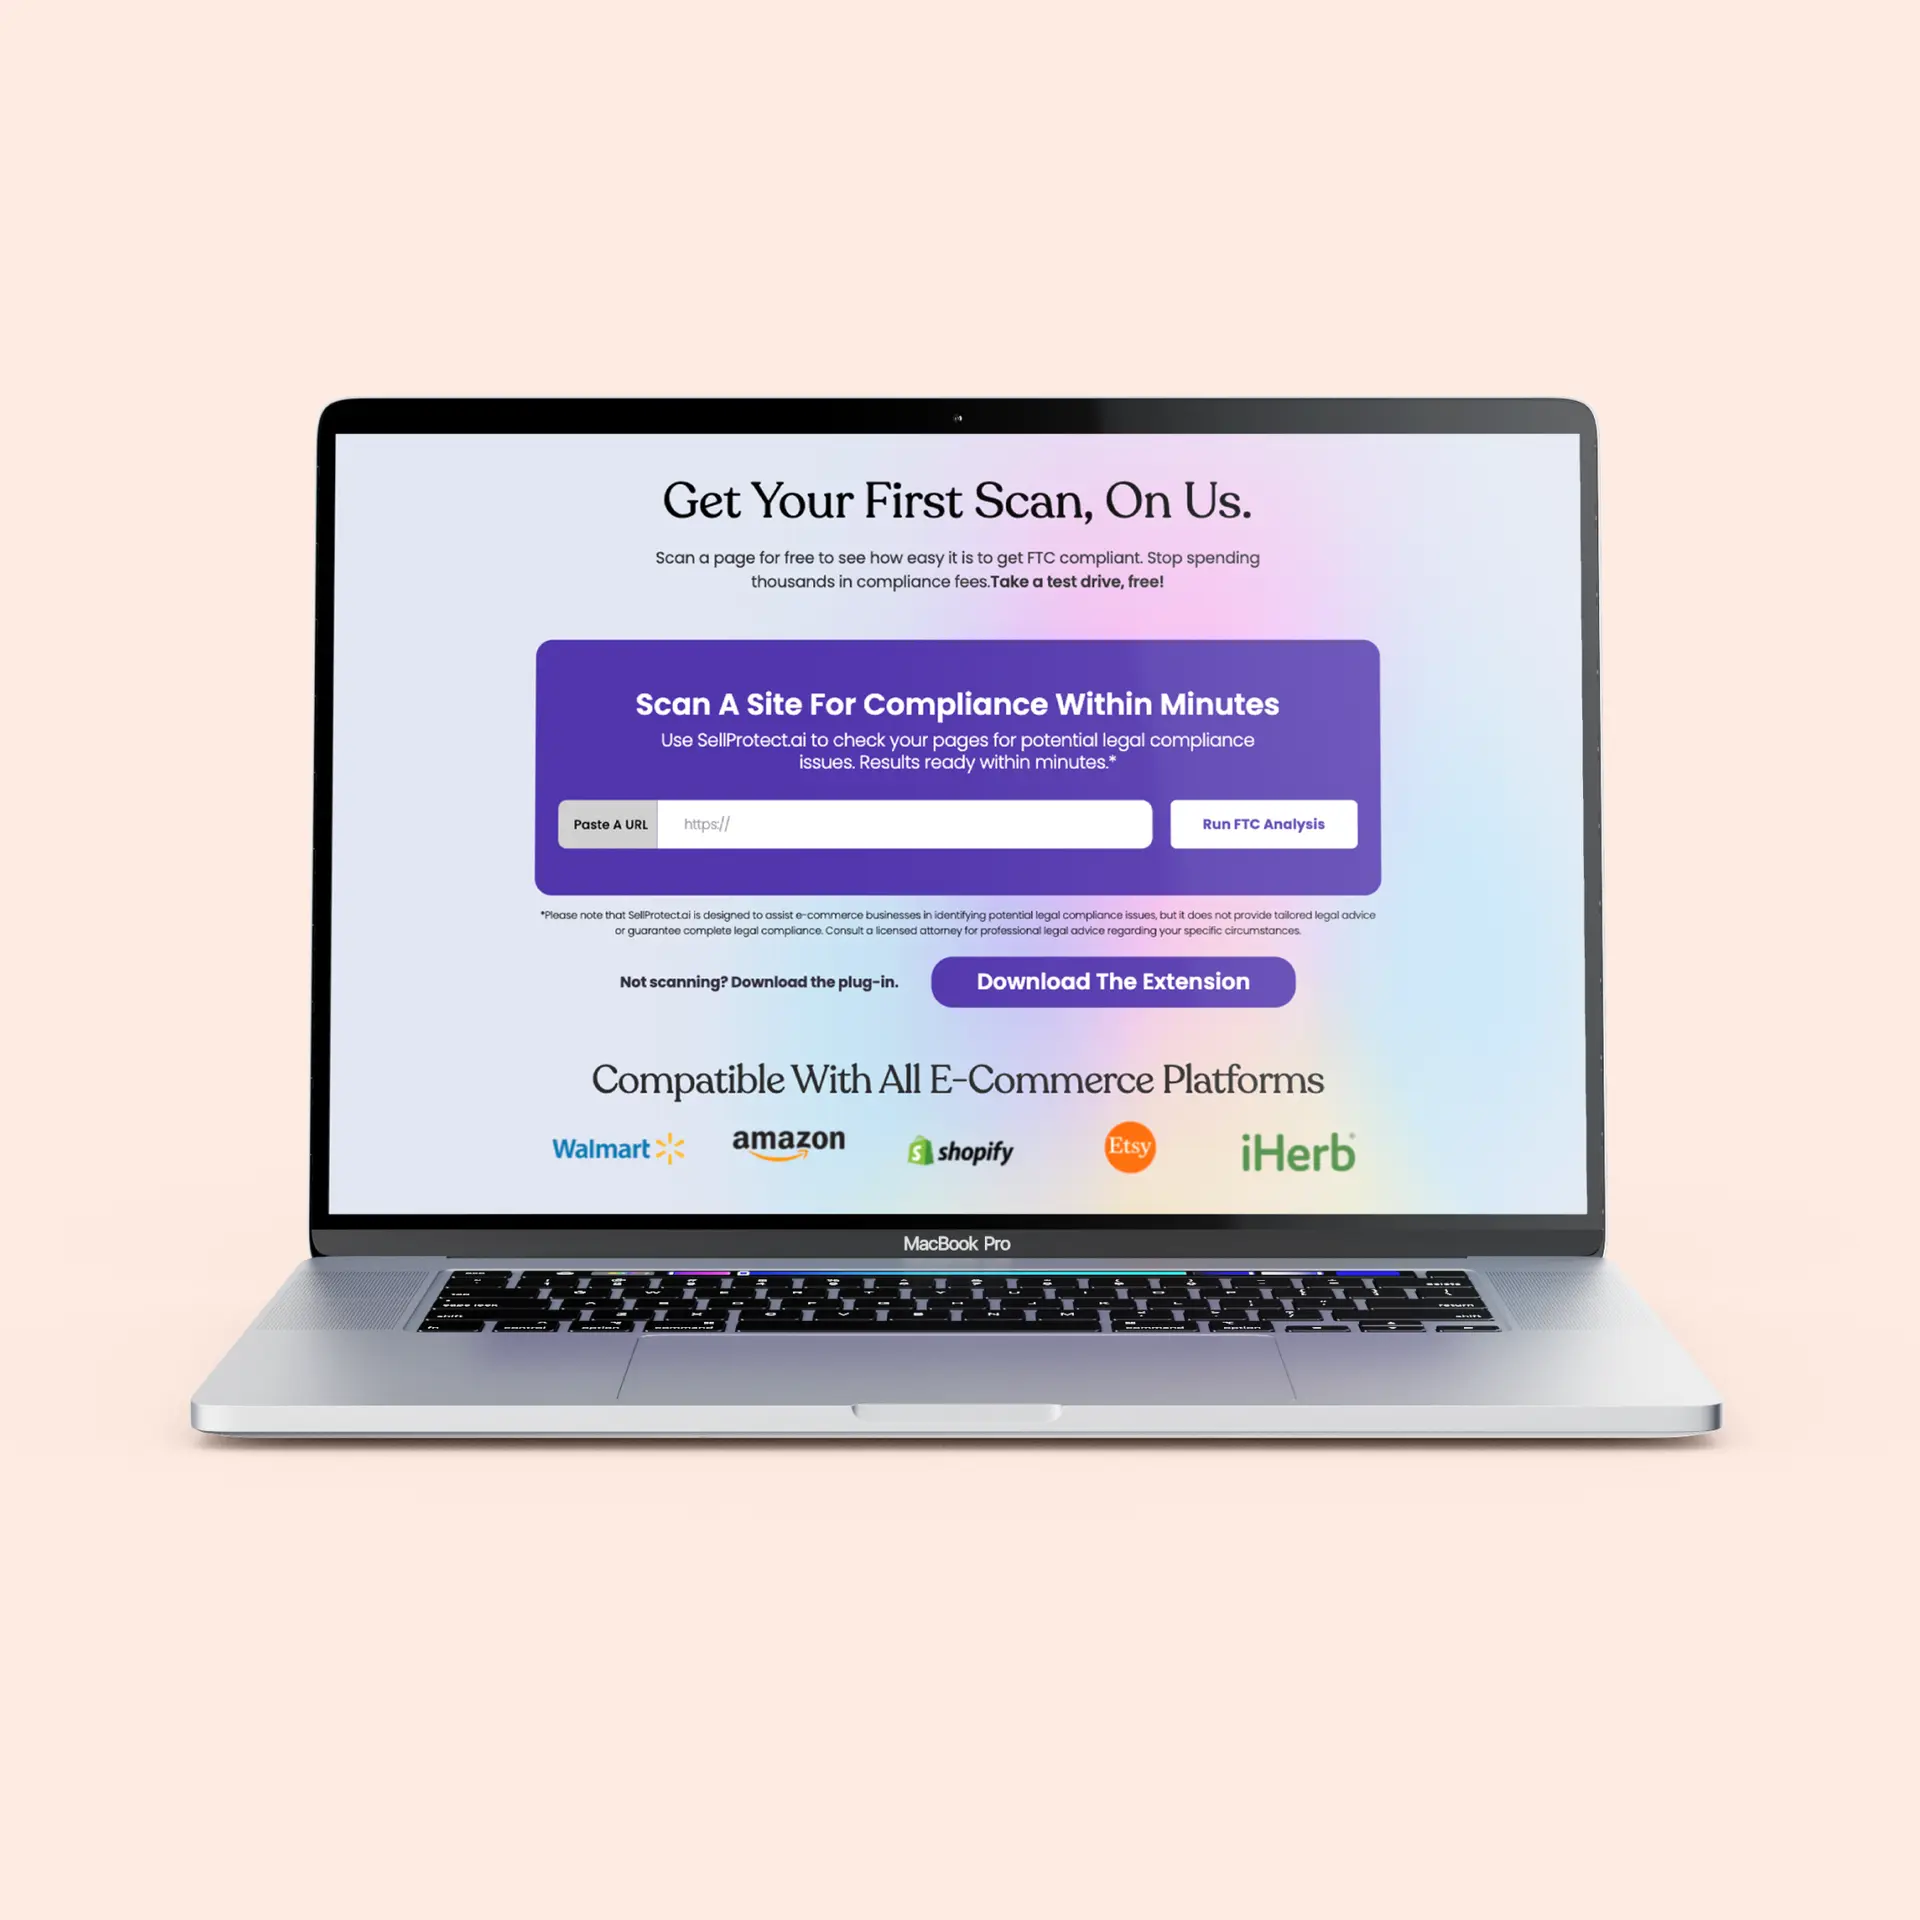 Get Your First Scan, On Us.
Scan a page for free to see how easy it is to get FTC compliant. Stop spending
thousands in compliance fees.Take a test drive, free!
Scan A Site For Compliance Within Minutes
Use SellProtect.ai to check your pages for potential legal compliance
issues. Results ready within minutes.*
Paste A URL https:// Run FTC Analysis
*Please note that SellProtect.ai is designed to assist e-commerce businesses in identifying potential legal compliance issues, but it does not provide tailored legal advice
or guarantee complete legal compliance. Consult a licensed attorney for professional legal advice regarding your specific circumstances.
Not scanning? Download the plug-in. Download The Extension
Compatible With All E-Commerce Platforms
Walmart amazon shopify Etsy iHerb
MacBook Pro